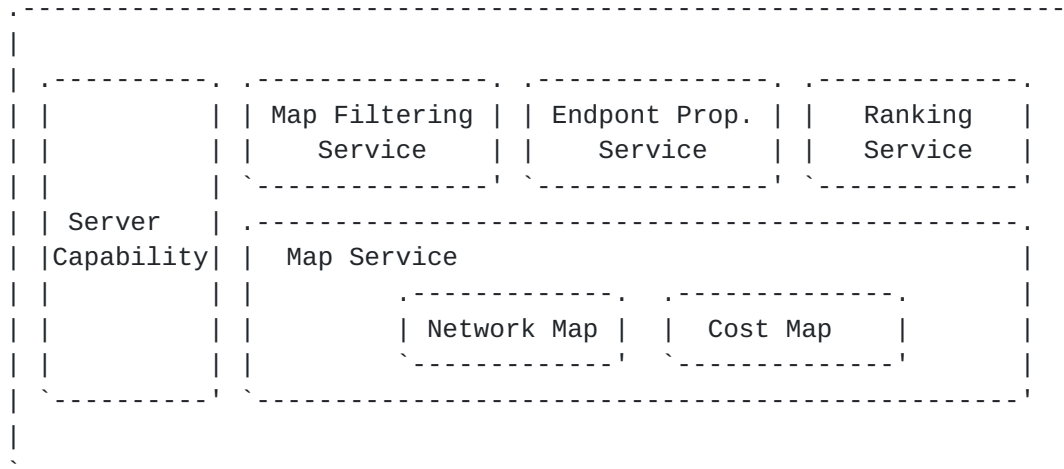 Map Filtering Endpont Prop. Ranking
Service Service Service
Server
Capability Map Service
Network Map Cost Map